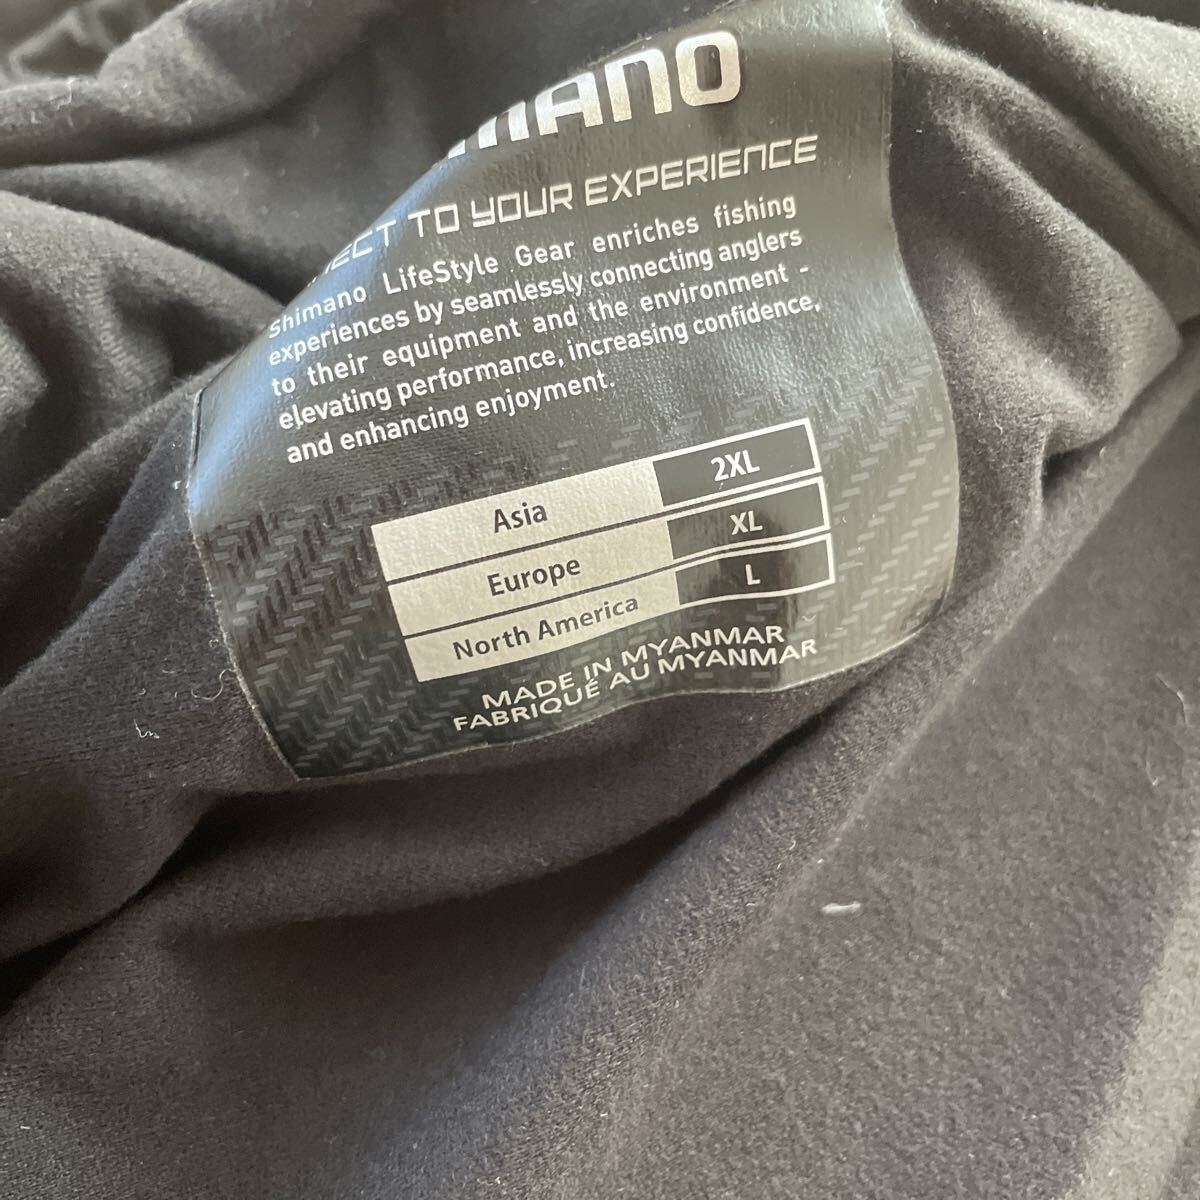 TO YOUR EXPERIENCE
Shimano LifeStyle Gear enriches fishing
experiences by seamlessly connecting anglers
to their equipment and the environment -
elevating performance, increasing confidence,
and enhancing enjoyment.
Asia 2XL
Europe XL
North America L
MADE IN MYANMAR
FABRIQUÉ AU MYANMAR